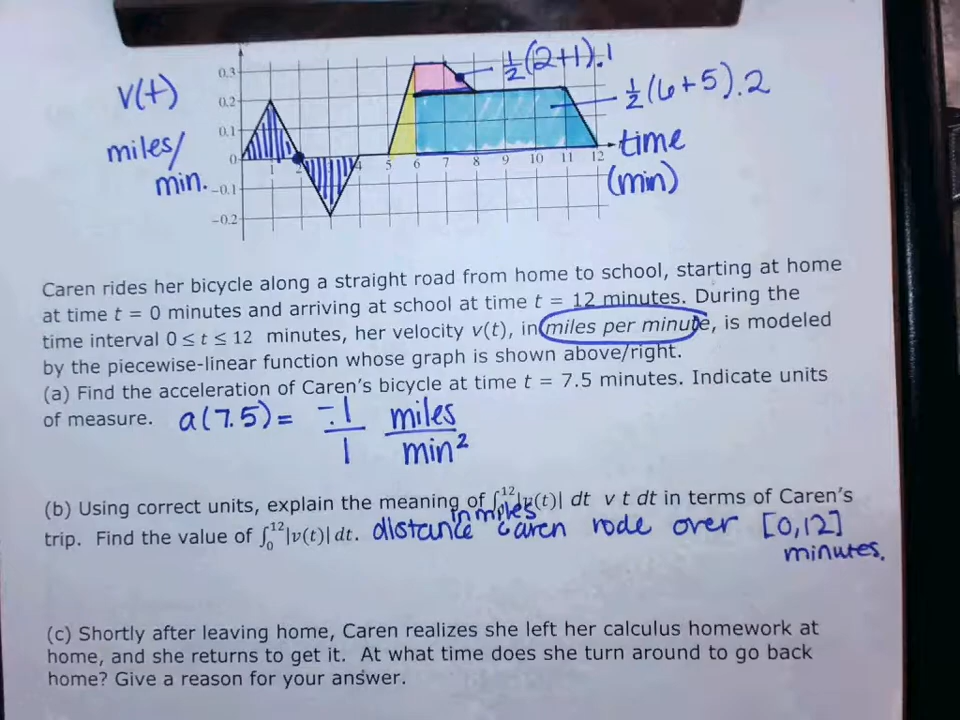 0.3
½(2+1).1
v(t)
0.2
½(6+5).2
0.1
miles/
min.
0
1 2 4 5 6 7 8 9 10 11 12
time
(min)
−0.1
−0.2
Caren rides her bicycle along a straight road from home to school, starting at home
at time t = 0 minutes and arriving at school at time t = 12 minutes. During the
time interval 0 ≤ t ≤ 12 minutes, her velocity v(t), in miles per minute, is modeled
by the piecewise-linear function whose graph is shown above/right.
(a) Find the acceleration of Caren's bicycle at time t = 7.5 minutes. Indicate units
of measure. a(7.5) = -.1/1 miles/min²
(b) Using correct units, explain the meaning of ∫₀¹²|v(t)| dt v t dt in terms of Caren's
in miles
trip. Find the value of ∫₀¹²|v(t)| dt. distance Caren rode over [0,12]
minutes.
(c) Shortly after leaving home, Caren realizes she left her calculus homework at
home, and she returns to get it. At what time does she turn around to go back
home? Give a reason for your answer.